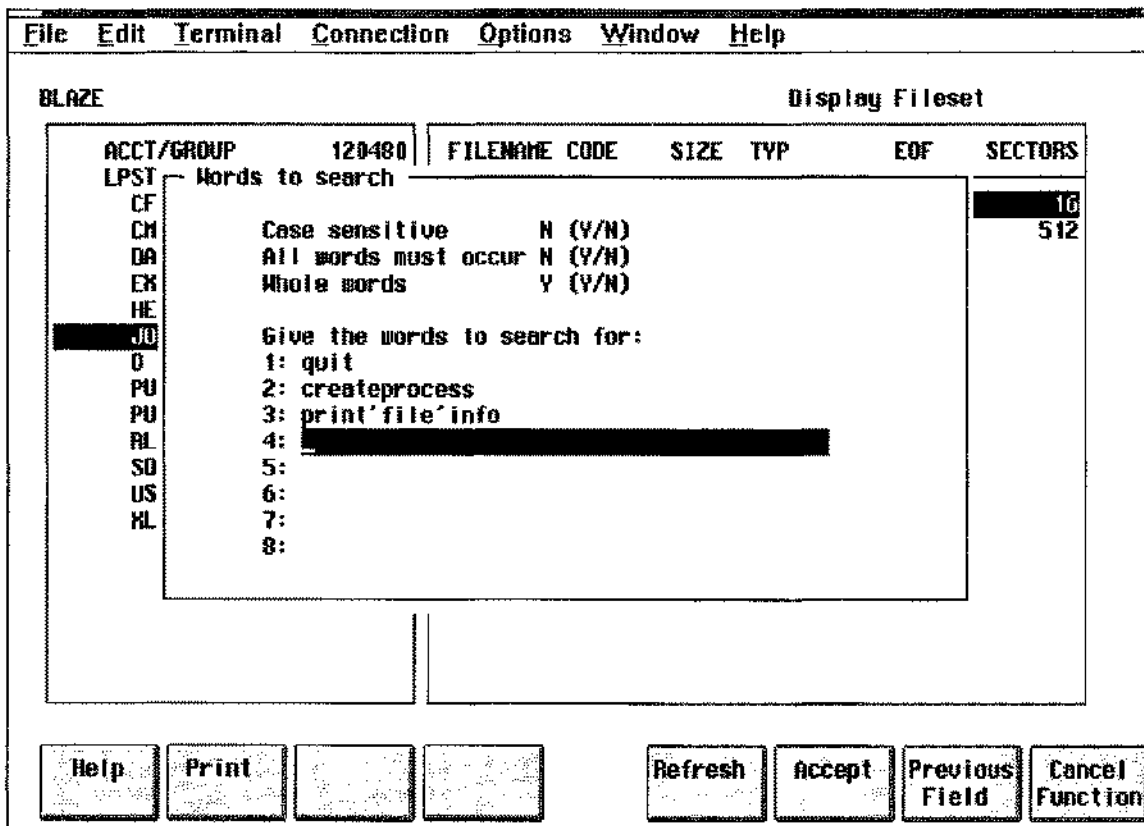 File Edit Terminal Connection Options Window Help
BLAZE Display Fileset
ACCT/GROUP 120480 FILENAME CODE SIZE TYP EOF SECTORS
LPST Words to search
CF 16
CM Case sensitive N (Y/N) 512
DA All words must occur N (Y/N)
EX Whole words Y (Y/N)
HE
JO Give the words to search for:
D 1: quit
PU 2: createprocess
PU 3: print'file'info
RL 4:
SO 5:
US 6:
XL 7:
8:
Help Print Refresh Accept Previous Field Cancel Function